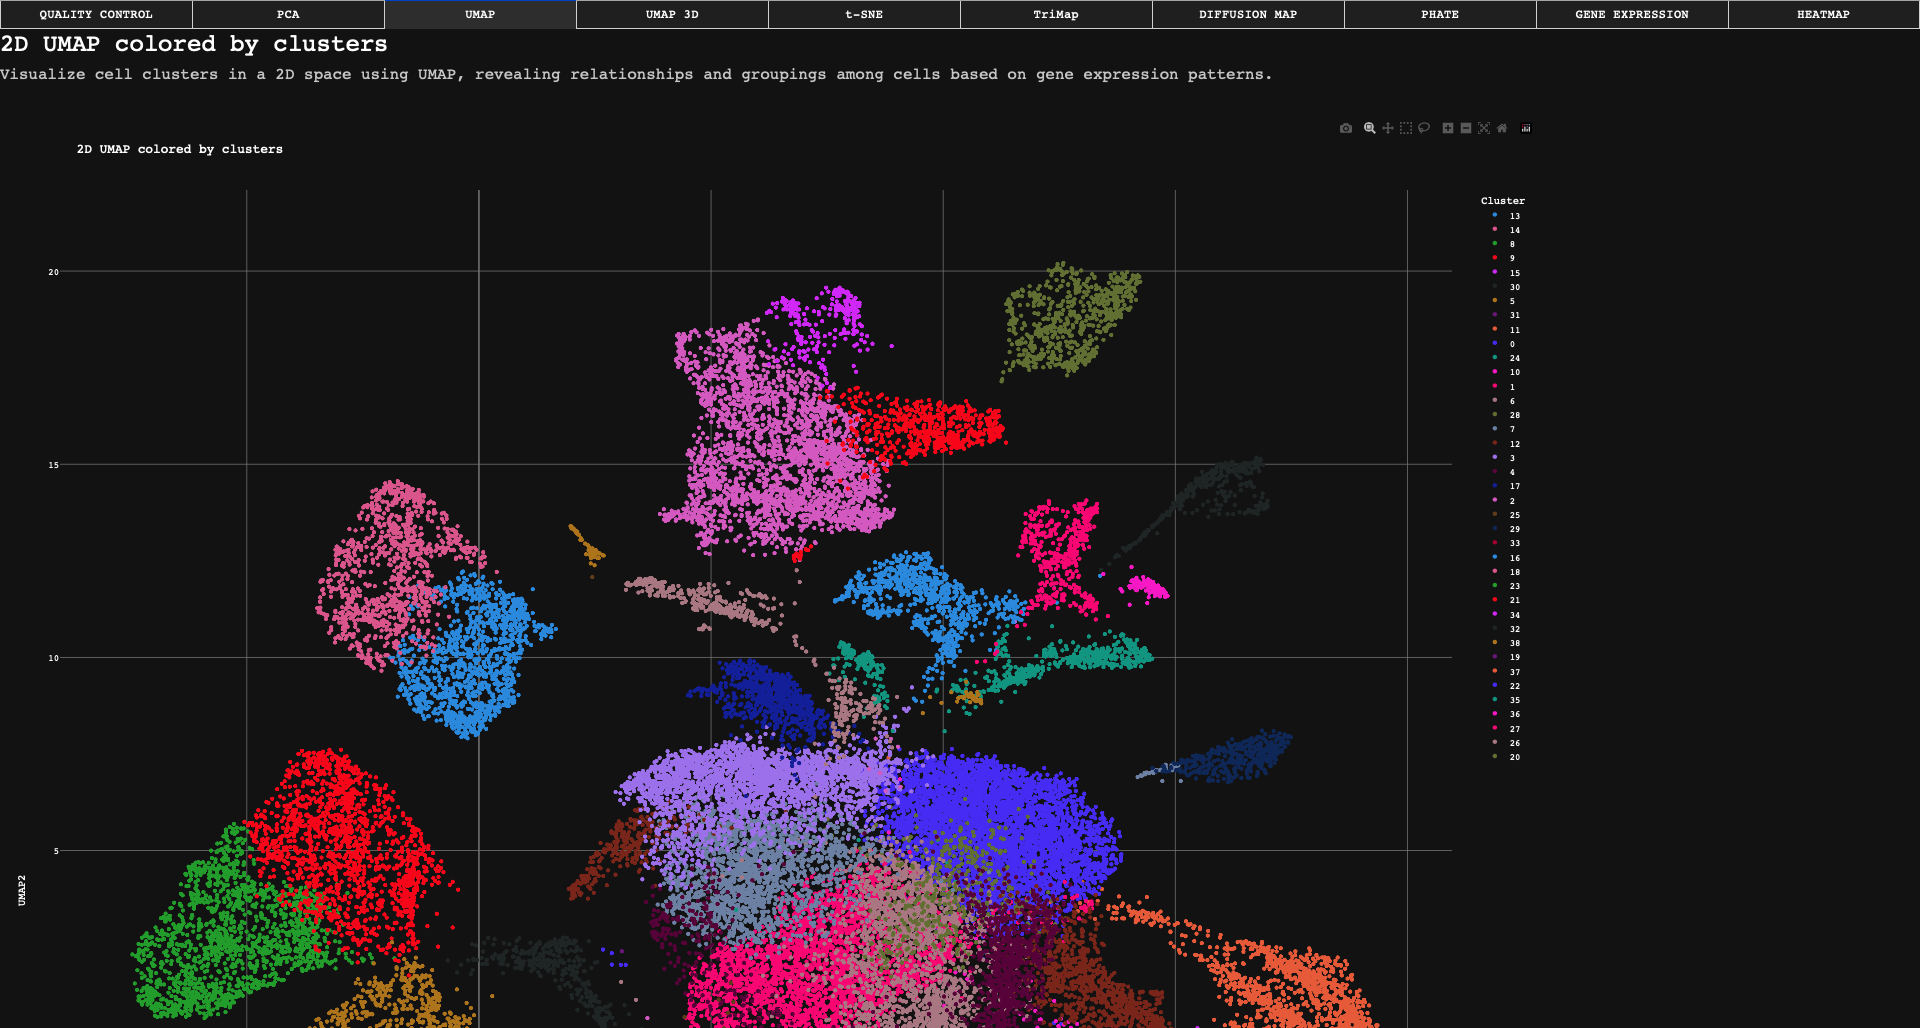 QUALITY CONTROL
PCA
UMAP
UMAP 3D
t-SNE
TriMap
DIFFUSION MAP
PHATE
GENE EXPRESSION
HEATMAP
2D UMAP colored by clusters
Visualize cell clusters in a 2D space using UMAP, revealing relationships and groupings among cells based on gene expression patterns.
2D UMAP colored by clusters
20
15
10
5
UMAP2
Cluster
13
14
8
9
15
30
5
31
11
0
24
10
1
6
28
7
12
3
4
17
2
25
29
33
16
18
23
21
34
32
38
19
37
22
35
36
27
26
20